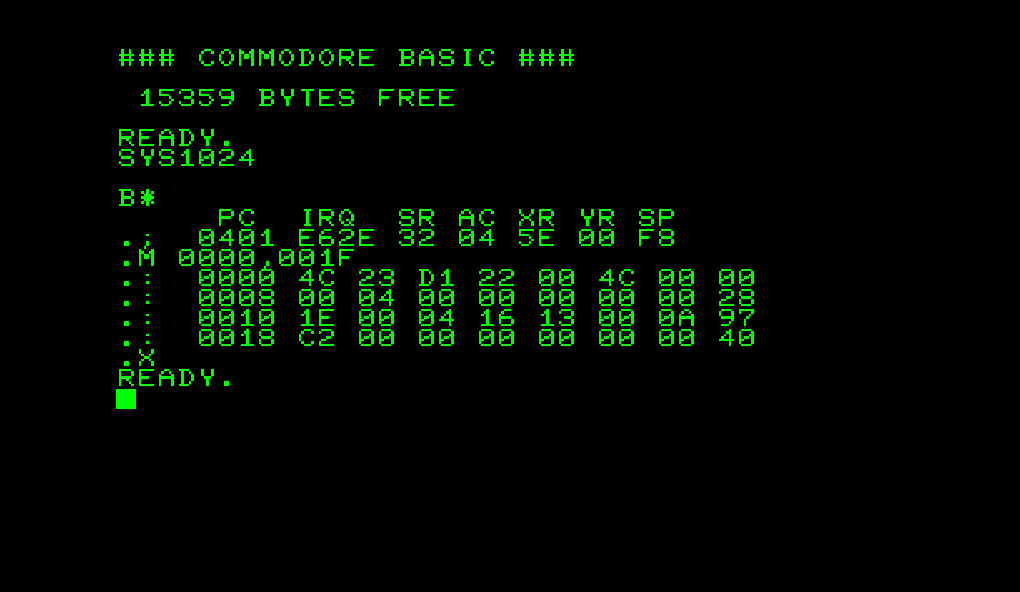 ### COMMODORE BASIC ###
 15359 BYTES FREE
READY.
SYS1024
B*
     PC  IRQ  SR AC XR YR SP
.;   0401 E62E 32 04 5E 00 F8
.M 0000,001F
.:   0000 4C 23 D1 22 00 4C 00 00
.:   0008 00 04 00 00 00 00 00 28
.:   0010 1E 00 04 16 13 00 0A 97
.:   0018 C2 00 00 00 00 00 00 40
.X
READY.